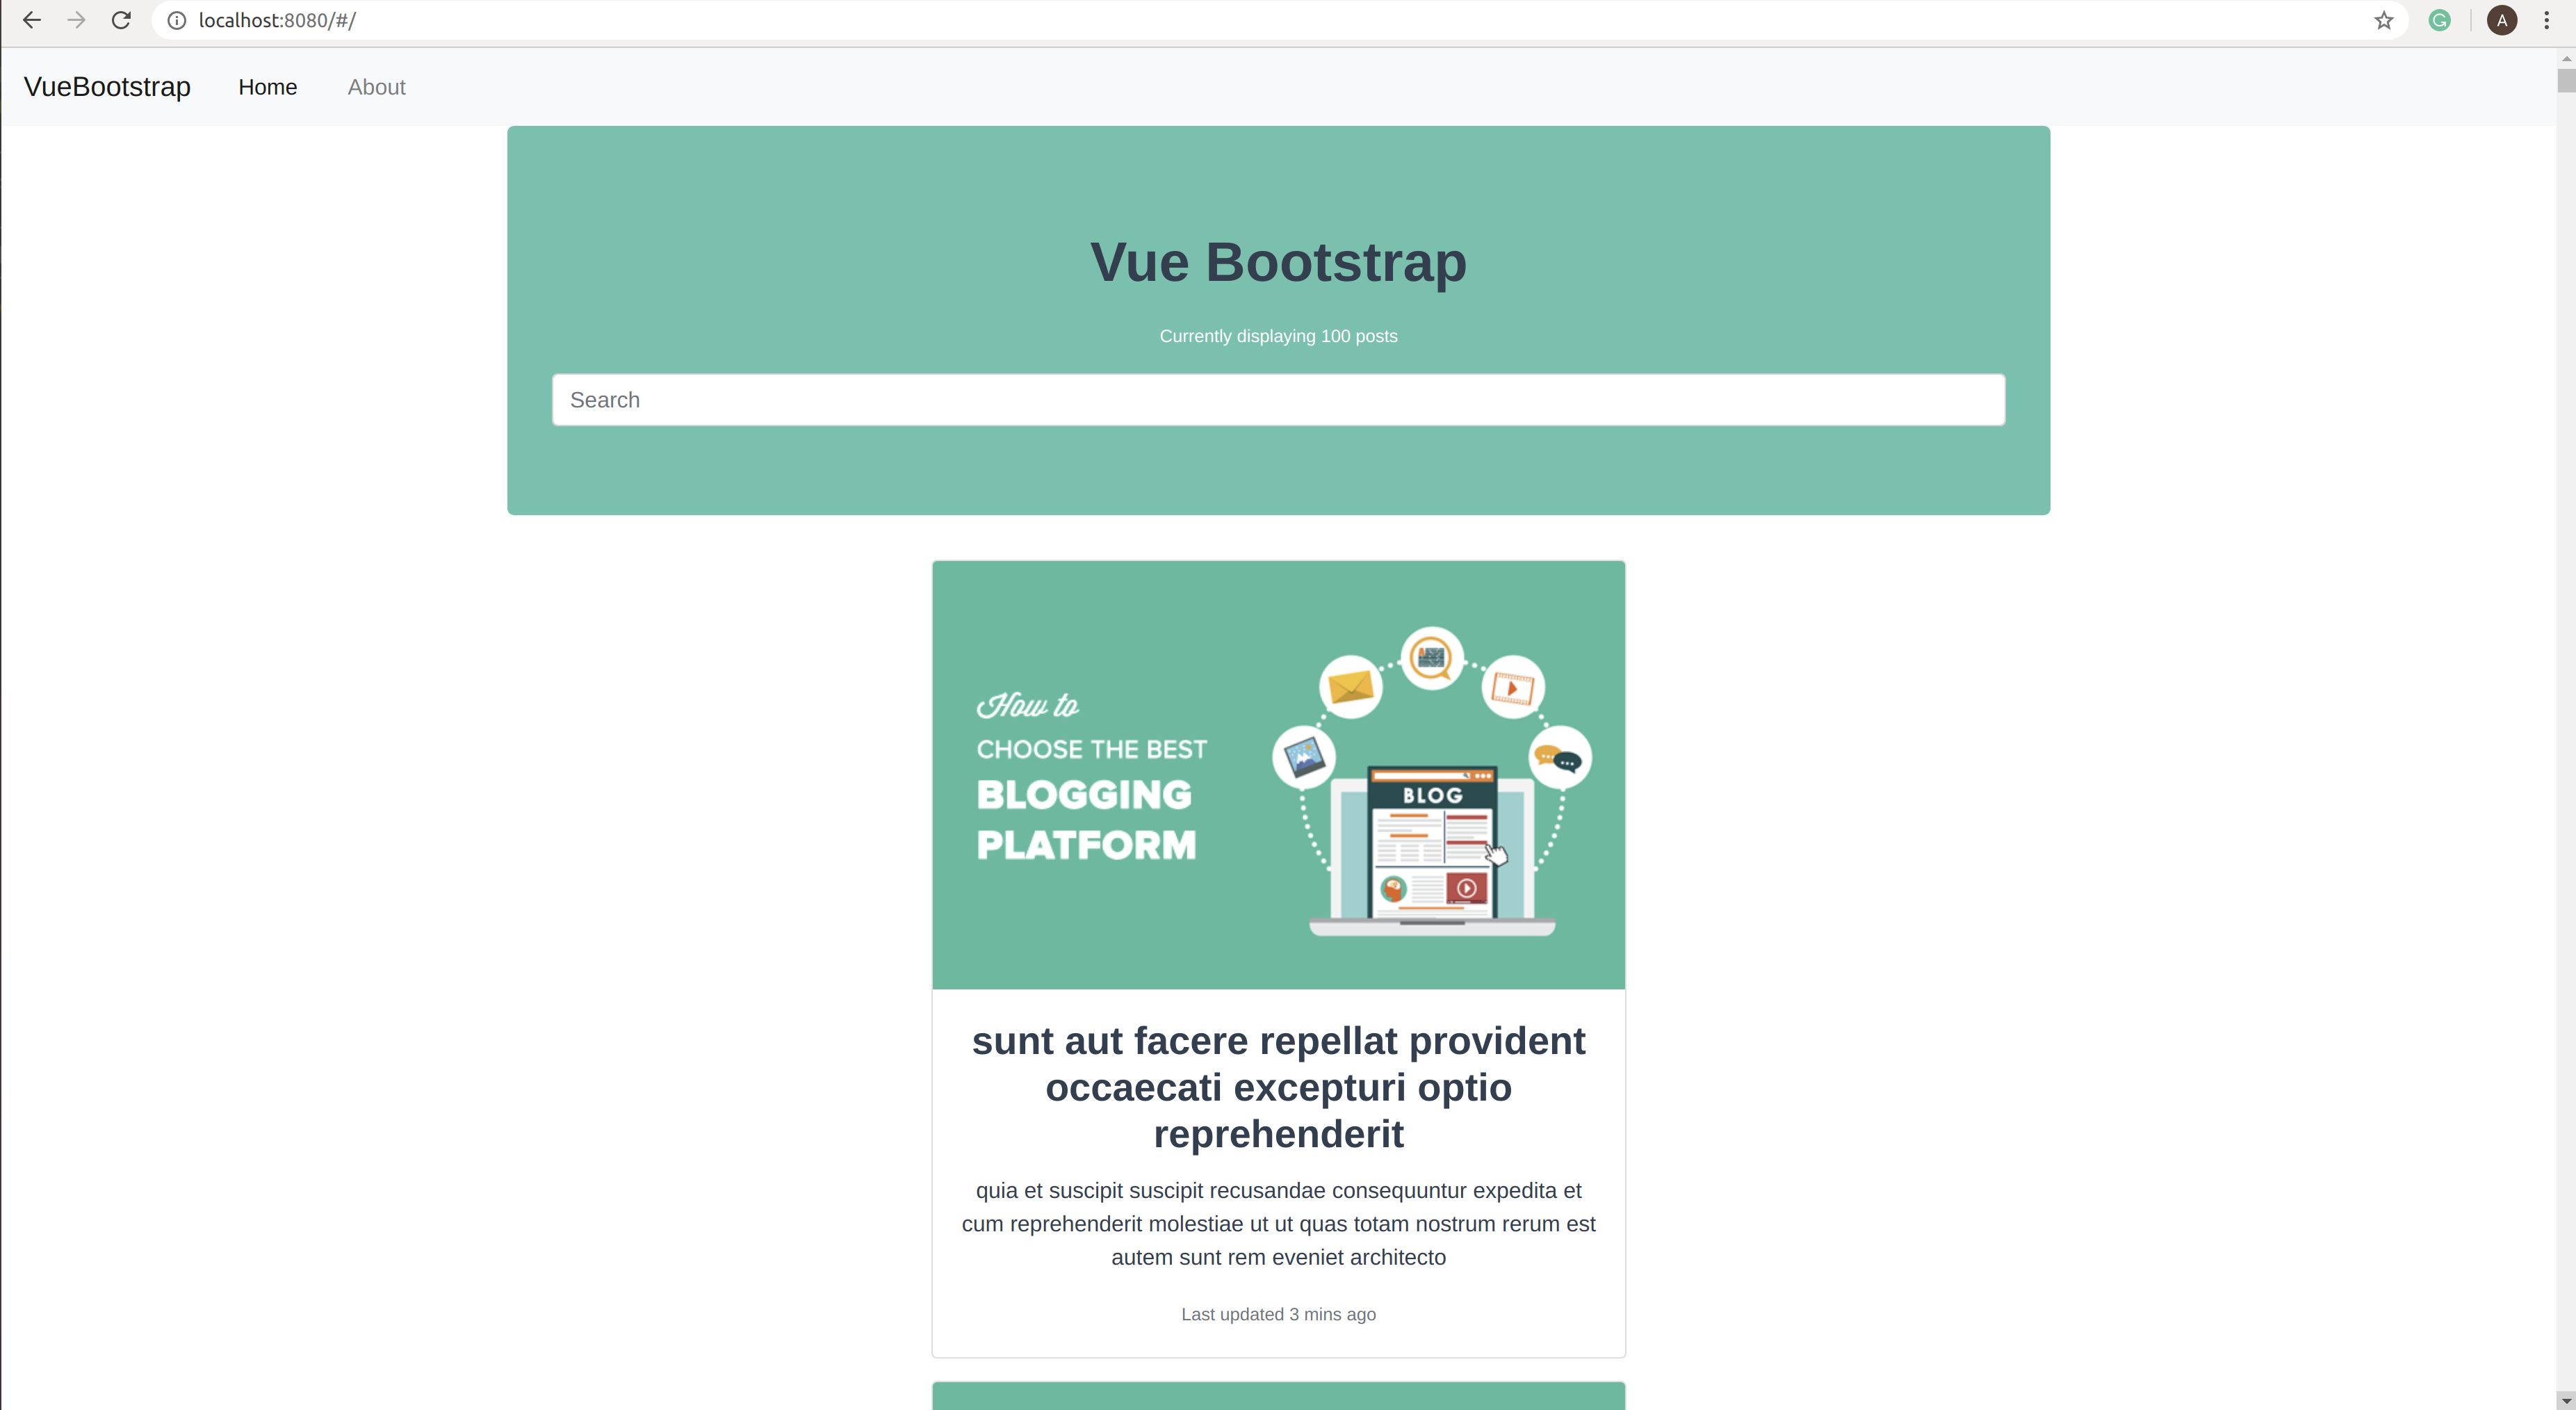 localhost:8080/#/
A
VueBootstrap Home About
Vue Bootstrap
Currently displaying 100 posts
Search
How to
CHOOSE THE BEST
BLOGGING
PLATFORM
BLOG
sunt aut facere repellat provident
occaecati excepturi optio
reprehenderit
quia et suscipit suscipit recusandae consequuntur expedita et
cum reprehenderit molestiae ut ut quas totam nostrum rerum est
autem sunt rem eveniet architecto
Last updated 3 mins ago